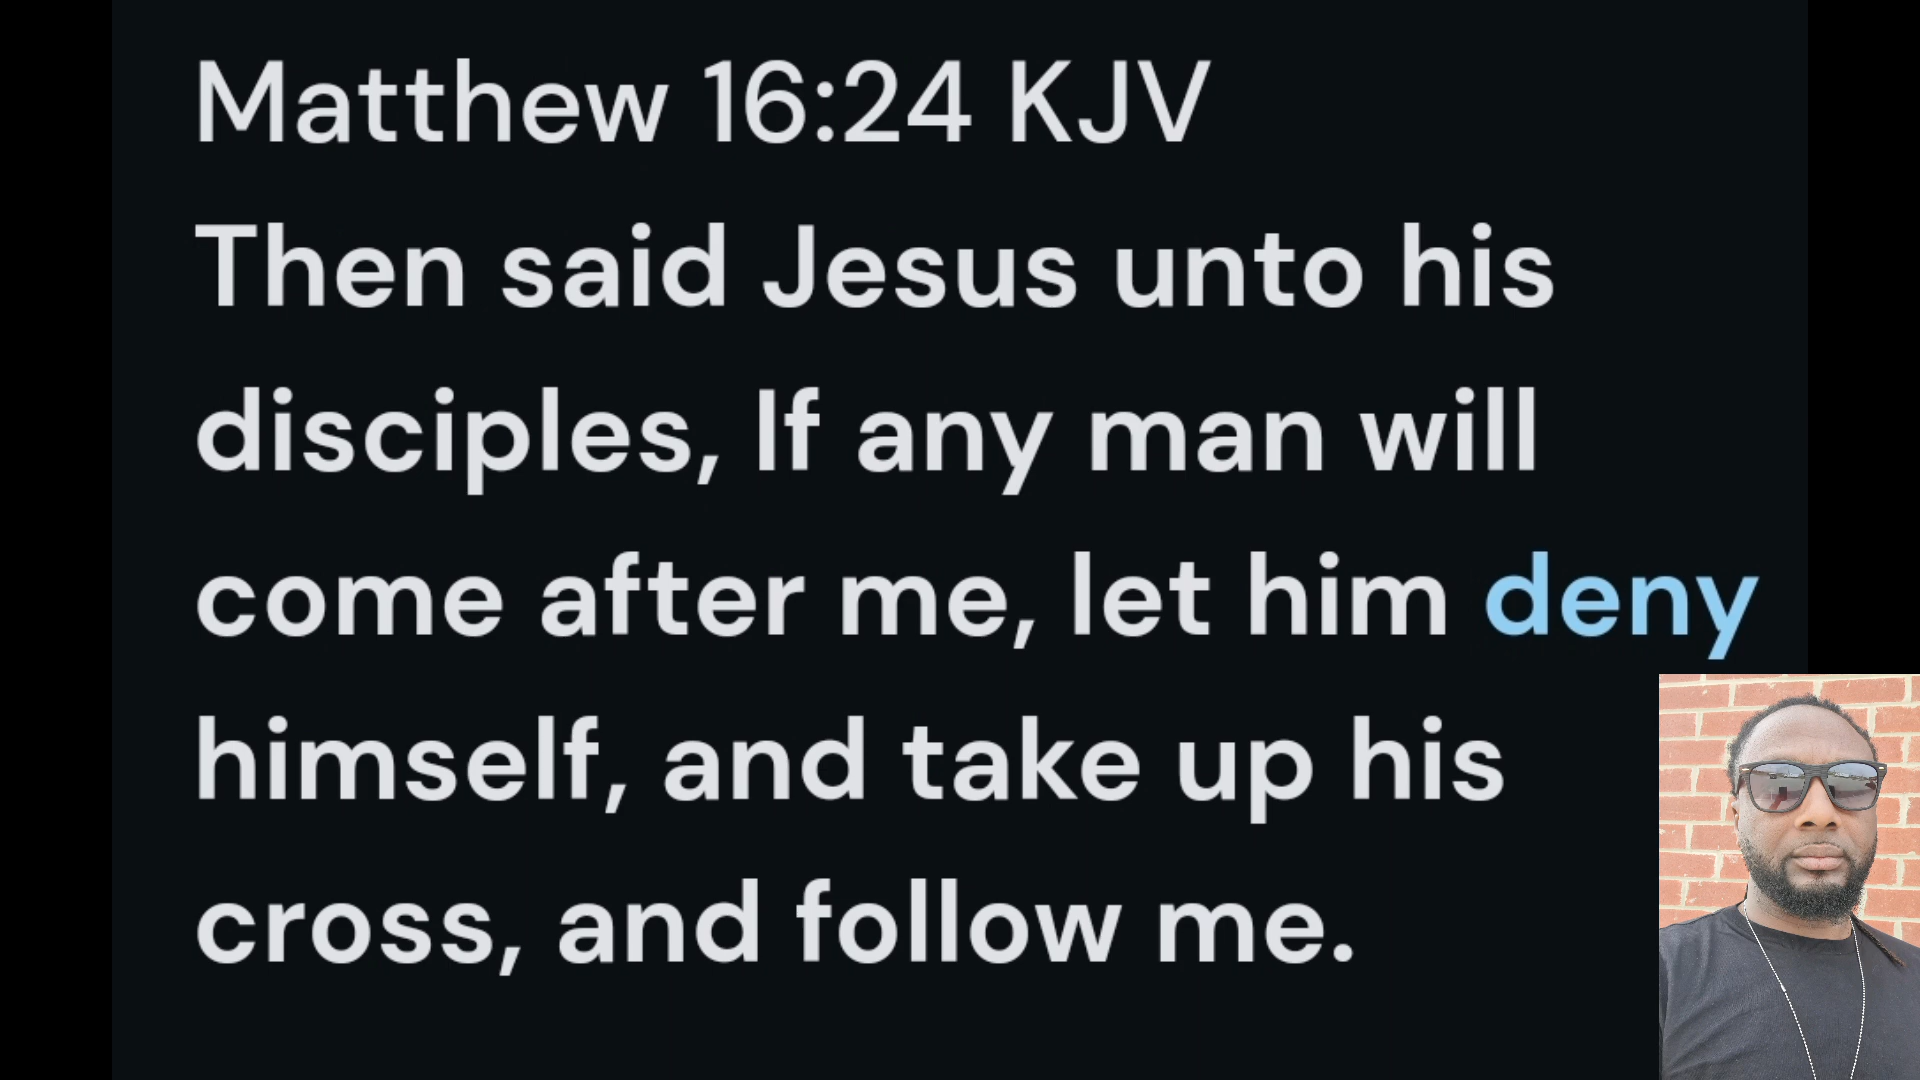 Matthew 16:24 KJV
Then said Jesus unto his
disciples, If any man will
come after me, let him deny
himself, and take up his
cross, and follow me.